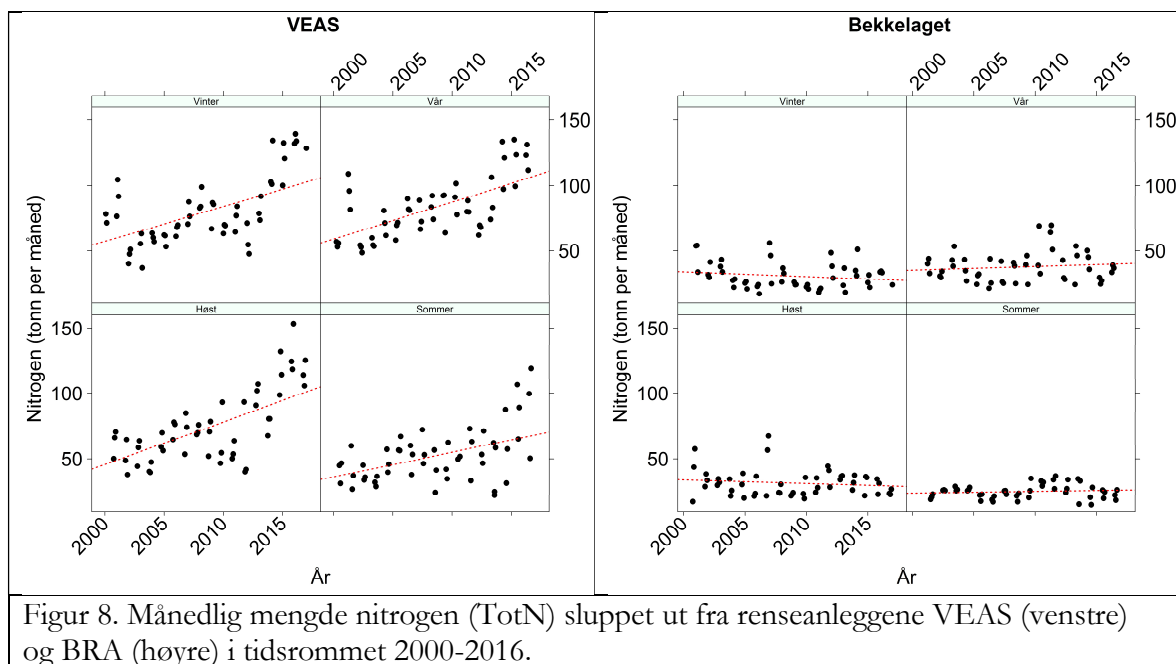 VEAS
2000
2005
2010
2015
Vinter
Vår
150
100
50
Høst
Sommer
150
100
50
Nitrogen (tonn per måned)
2000
2005
2010
2015
År
Bekkelaget
2000
2005
2010
2015
Vinter
Vår
150
100
50
Høst
Sommer
150
100
50
Nitrogen (tonn per måned)
2000
2005
2010
2015
År
Figur 8. Månedlig mengde nitrogen (TotN) sluppet ut fra renseanleggene VEAS (venstre)
og BRA (høyre) i tidsrommet 2000-2016.